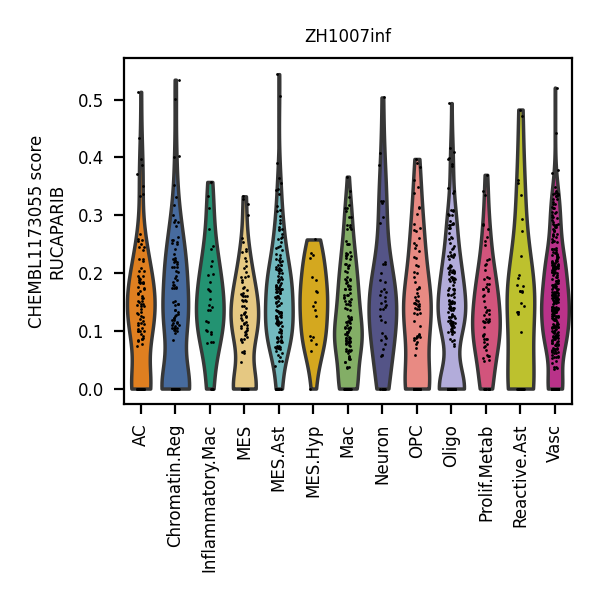 ZH1007inf
CHEMBL1173055 score
RUCAPARIB
0.5
0.4
0.3
0.2
0.1
0.0
AC
Chromatin.Reg
Inflammatory.Mac
MES
MES.Ast
MES.Hyp
Mac
Neuron
OPC
Oligo
Prolif.Metab
Reactive.Ast
Vasc